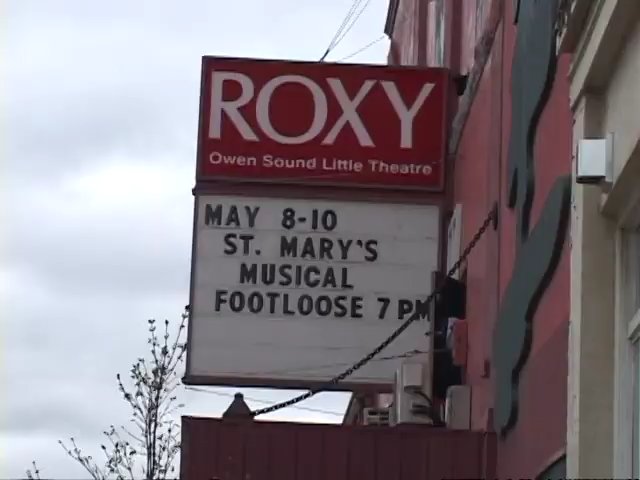 ROXY
Owen Sound Little Theatre
MAY 8-10
ST. MARY'S
MUSICAL
FOOTLOOSE 7 PM